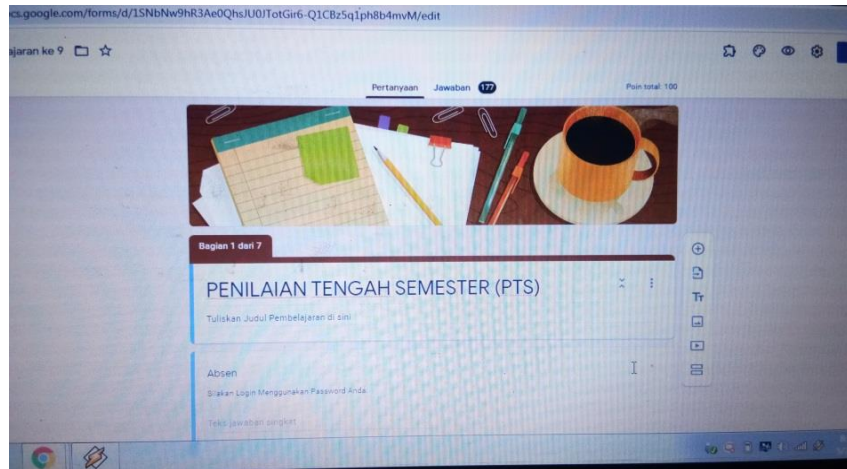 cs.google.com/forms/d/1SNbNw9hR3Ae0QhsJU0JTotGir6-Q1CBz5q1ph8b4mvM/edit
ajaran ke 9
Pertanyaan Jawaban 177 Poin total: 100
Bagian 1 dari 7
PENILAIAN TENGAH SEMESTER (PTS)
Tuliskan Judul Pembelajaran di sini
Tr
Absen
Silakan Login Menggunakan Password Anda
Teks jawaban singkat